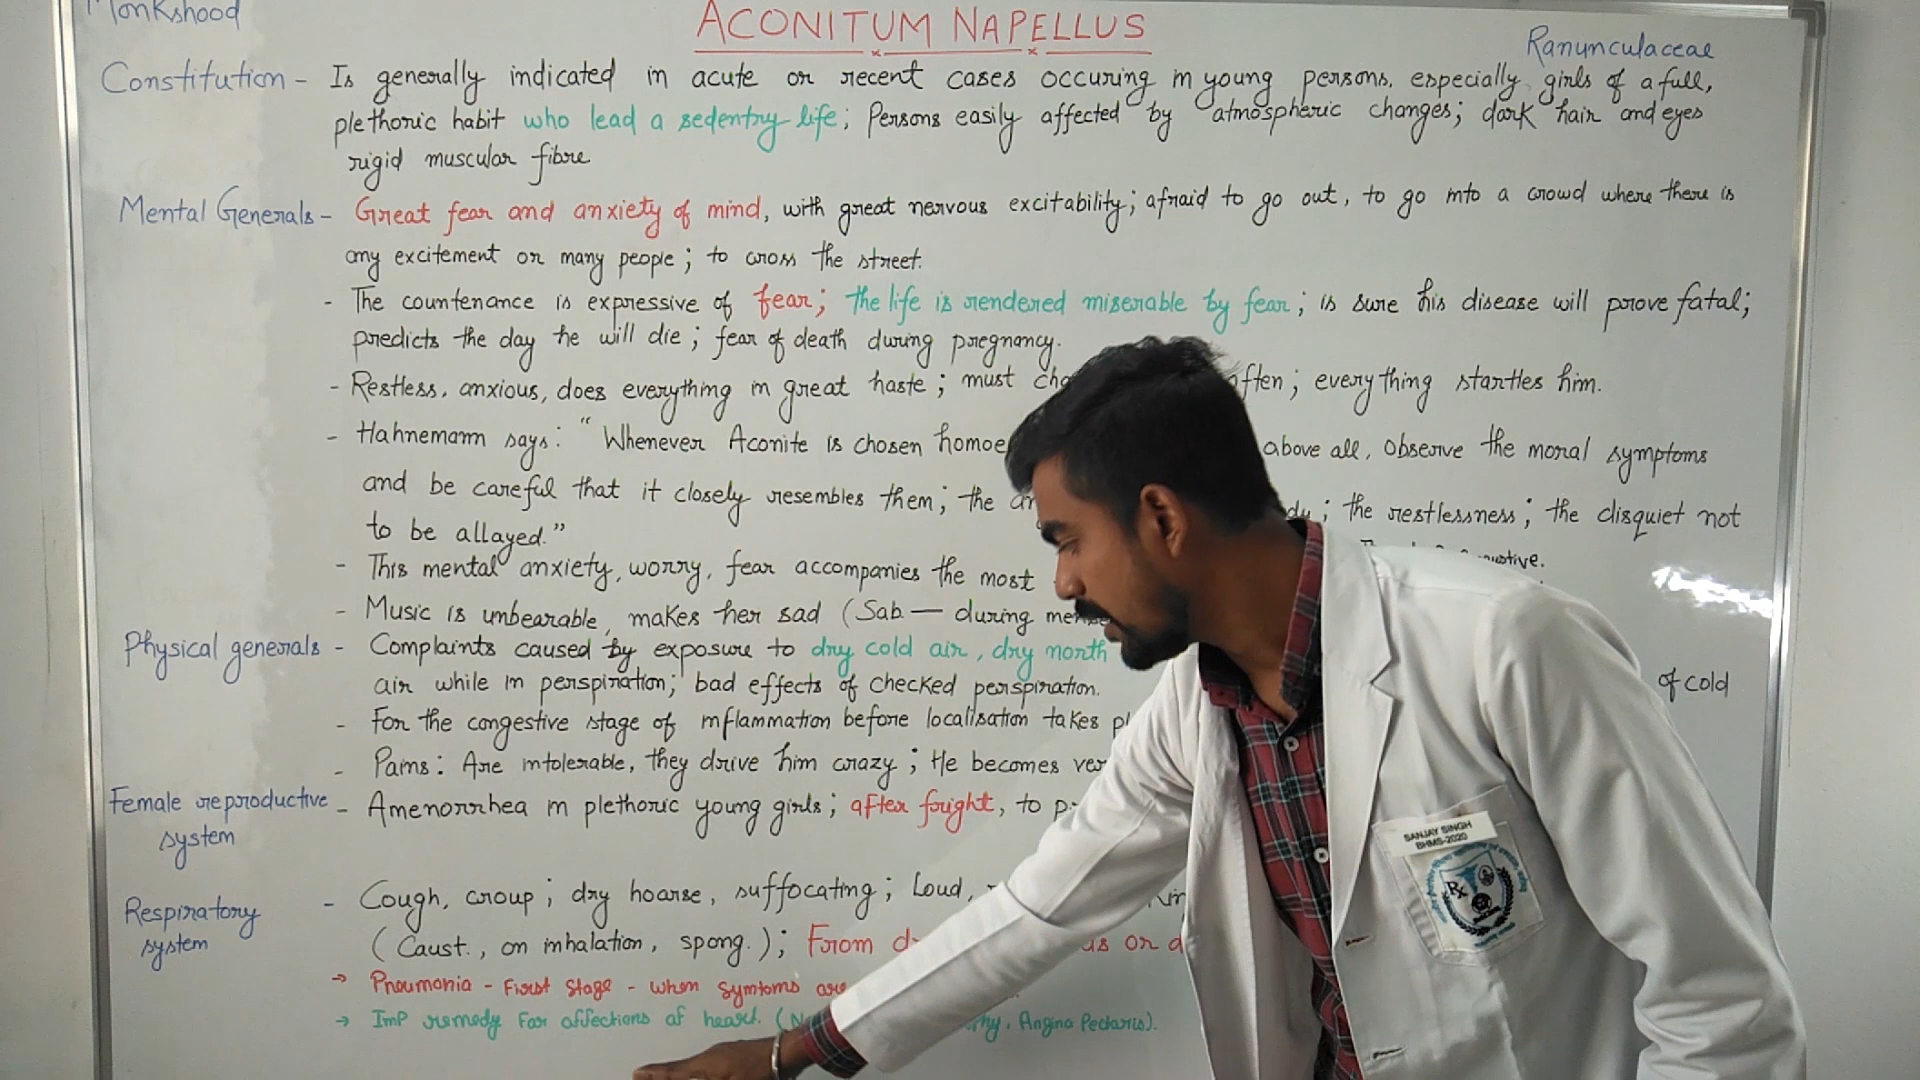 Monkshood
ACONITUM NAPELLUS
Ranunculaceae
Constitution - Is generally indicated in acute or recent cases occuring in young persons, especially girls of a full,
plethoric habit who lead a sedentry life; Persons easily affected by atmospheric changes; dark hair and eyes
rigid muscular fibre
Mental Generals - Great fear and anxiety of mind, with great nervous excitability; afraid to go out, to go into a crowd where there is
any excitement or many people; to cross the street.
- The countenance is expressive of fear; the life is rendered miserable by fear; is sure his disease will prove fatal;
predicts the day he will die; fear of death during pregnancy.
- Restless, anxious, does everything in great haste; must often; everything startles him.
- Hahnemann says: "Whenever Aconite is chosen above all, observe the moral symptoms
and be careful that it closely resembles them; the the restlessness; the disquiet not
to be allayed."
- This mental anxiety, worry, fear accompanies the most
- Music is unbearable, makes her sad (Sab. — during
Physical generals - Complaints caused by exposure to dry cold air, dry north of cold
air while in perspiration; bad effects of checked perspiration.
- For the congestive stage of inflammation before localisation takes
- Pains: Are intolerable, they drive him crazy; He becomes
Female reproductive system - Amenorrhea in plethoric young girls; after fright, to
Respiratory system - Cough, croup; dry hoarse, suffocating; Loud,
(Caust., on inhalation, spong.); From or
→ Pneumonia - First Stage - when Symtoms are
→ Imp remedy For affections of heart. ( Angina Pectoris).
SANJAY SINGH
BHMS-2020
Rx